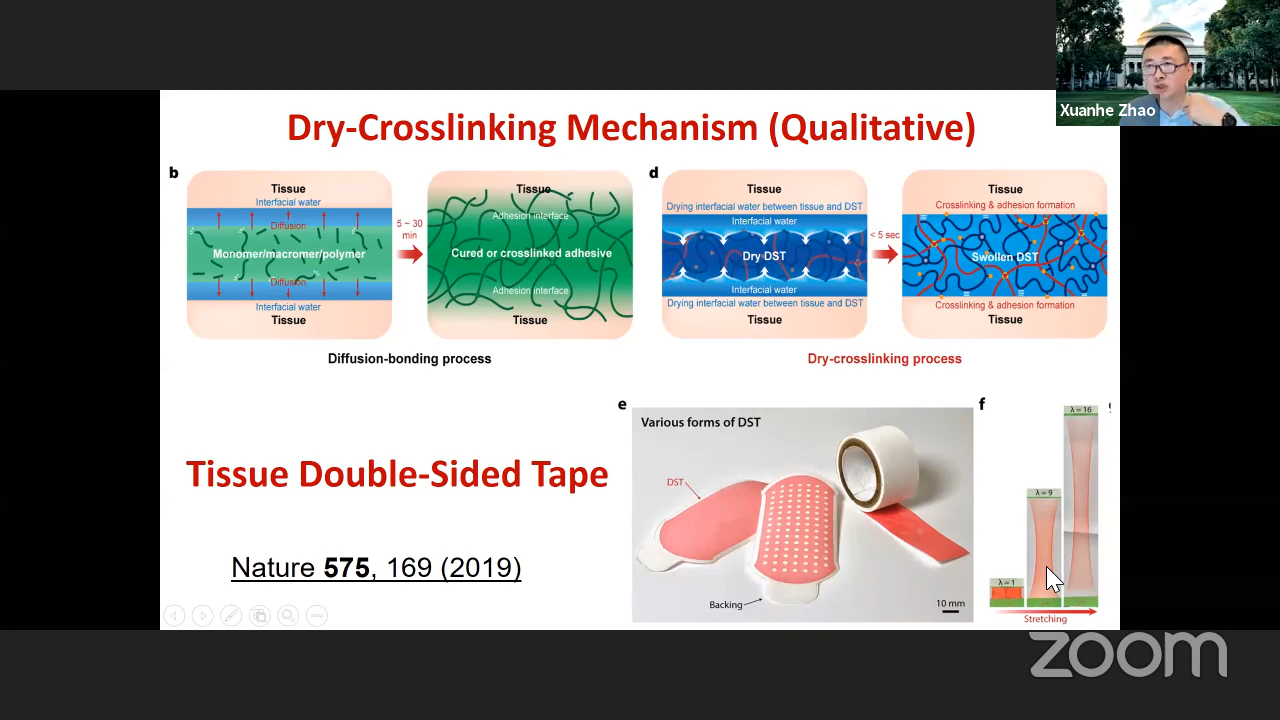 Xuanhe Zhao
Dry-Crosslinking Mechanism (Qualitative)
b
Tissue
Interfacial water
Diffusion
Monomer/macromer/polymer
Diffusion
Interfacial water
Tissue
5 ~ 30
min
Tissue
Adhesion interface
Cured or crosslinked adhesive
Adhesion interface
Tissue
Diffusion-bonding process
d
Tissue
Drying interfacial water between tissue and DST
Interfacial water
Dry DST
Interfacial water
Drying interfacial water between tissue and DST
Tissue
< 5 sec
Tissue
Crosslinking & adhesion formation
Swollen DST
Crosslinking & adhesion formation
Tissue
Dry-crosslinking process
Tissue Double-Sided Tape
Nature 575, 169 (2019)
e
Various forms of DST
DST
Backing
10 mm
f
λ = 1
λ = 9
λ = 16
Stretching
zoom